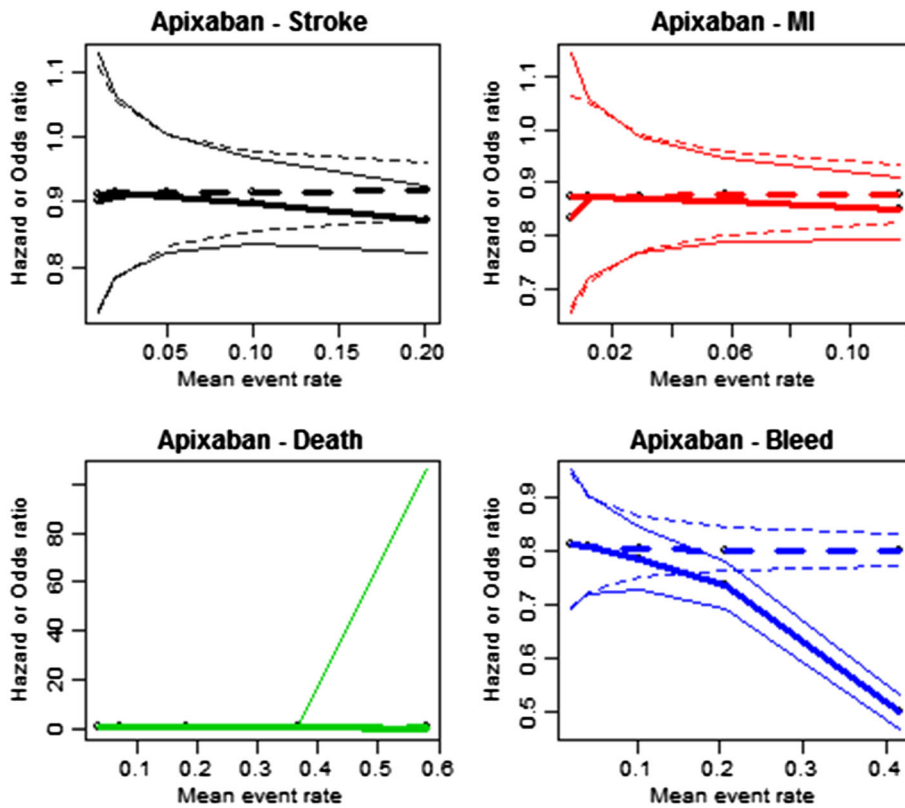 Apixaban - Stroke
Hazard or Odds ratio
1.1
1.0
0.9
0.8
0.05 0.10 0.15 0.20
Mean event rate
Apixaban - MI
Hazard or Odds ratio
1.1
1.0
0.9
0.8
0.7
0.02 0.06 0.10
Mean event rate
Apixaban - Death
Hazard or Odds ratio
80
60
40
20
0
0.1 0.2 0.3 0.4 0.5 0.6
Mean event rate
Apixaban - Bleed
Hazard or Odds ratio
0.9
0.8
0.7
0.6
0.5
0.1 0.2 0.3 0.4
Mean event rate